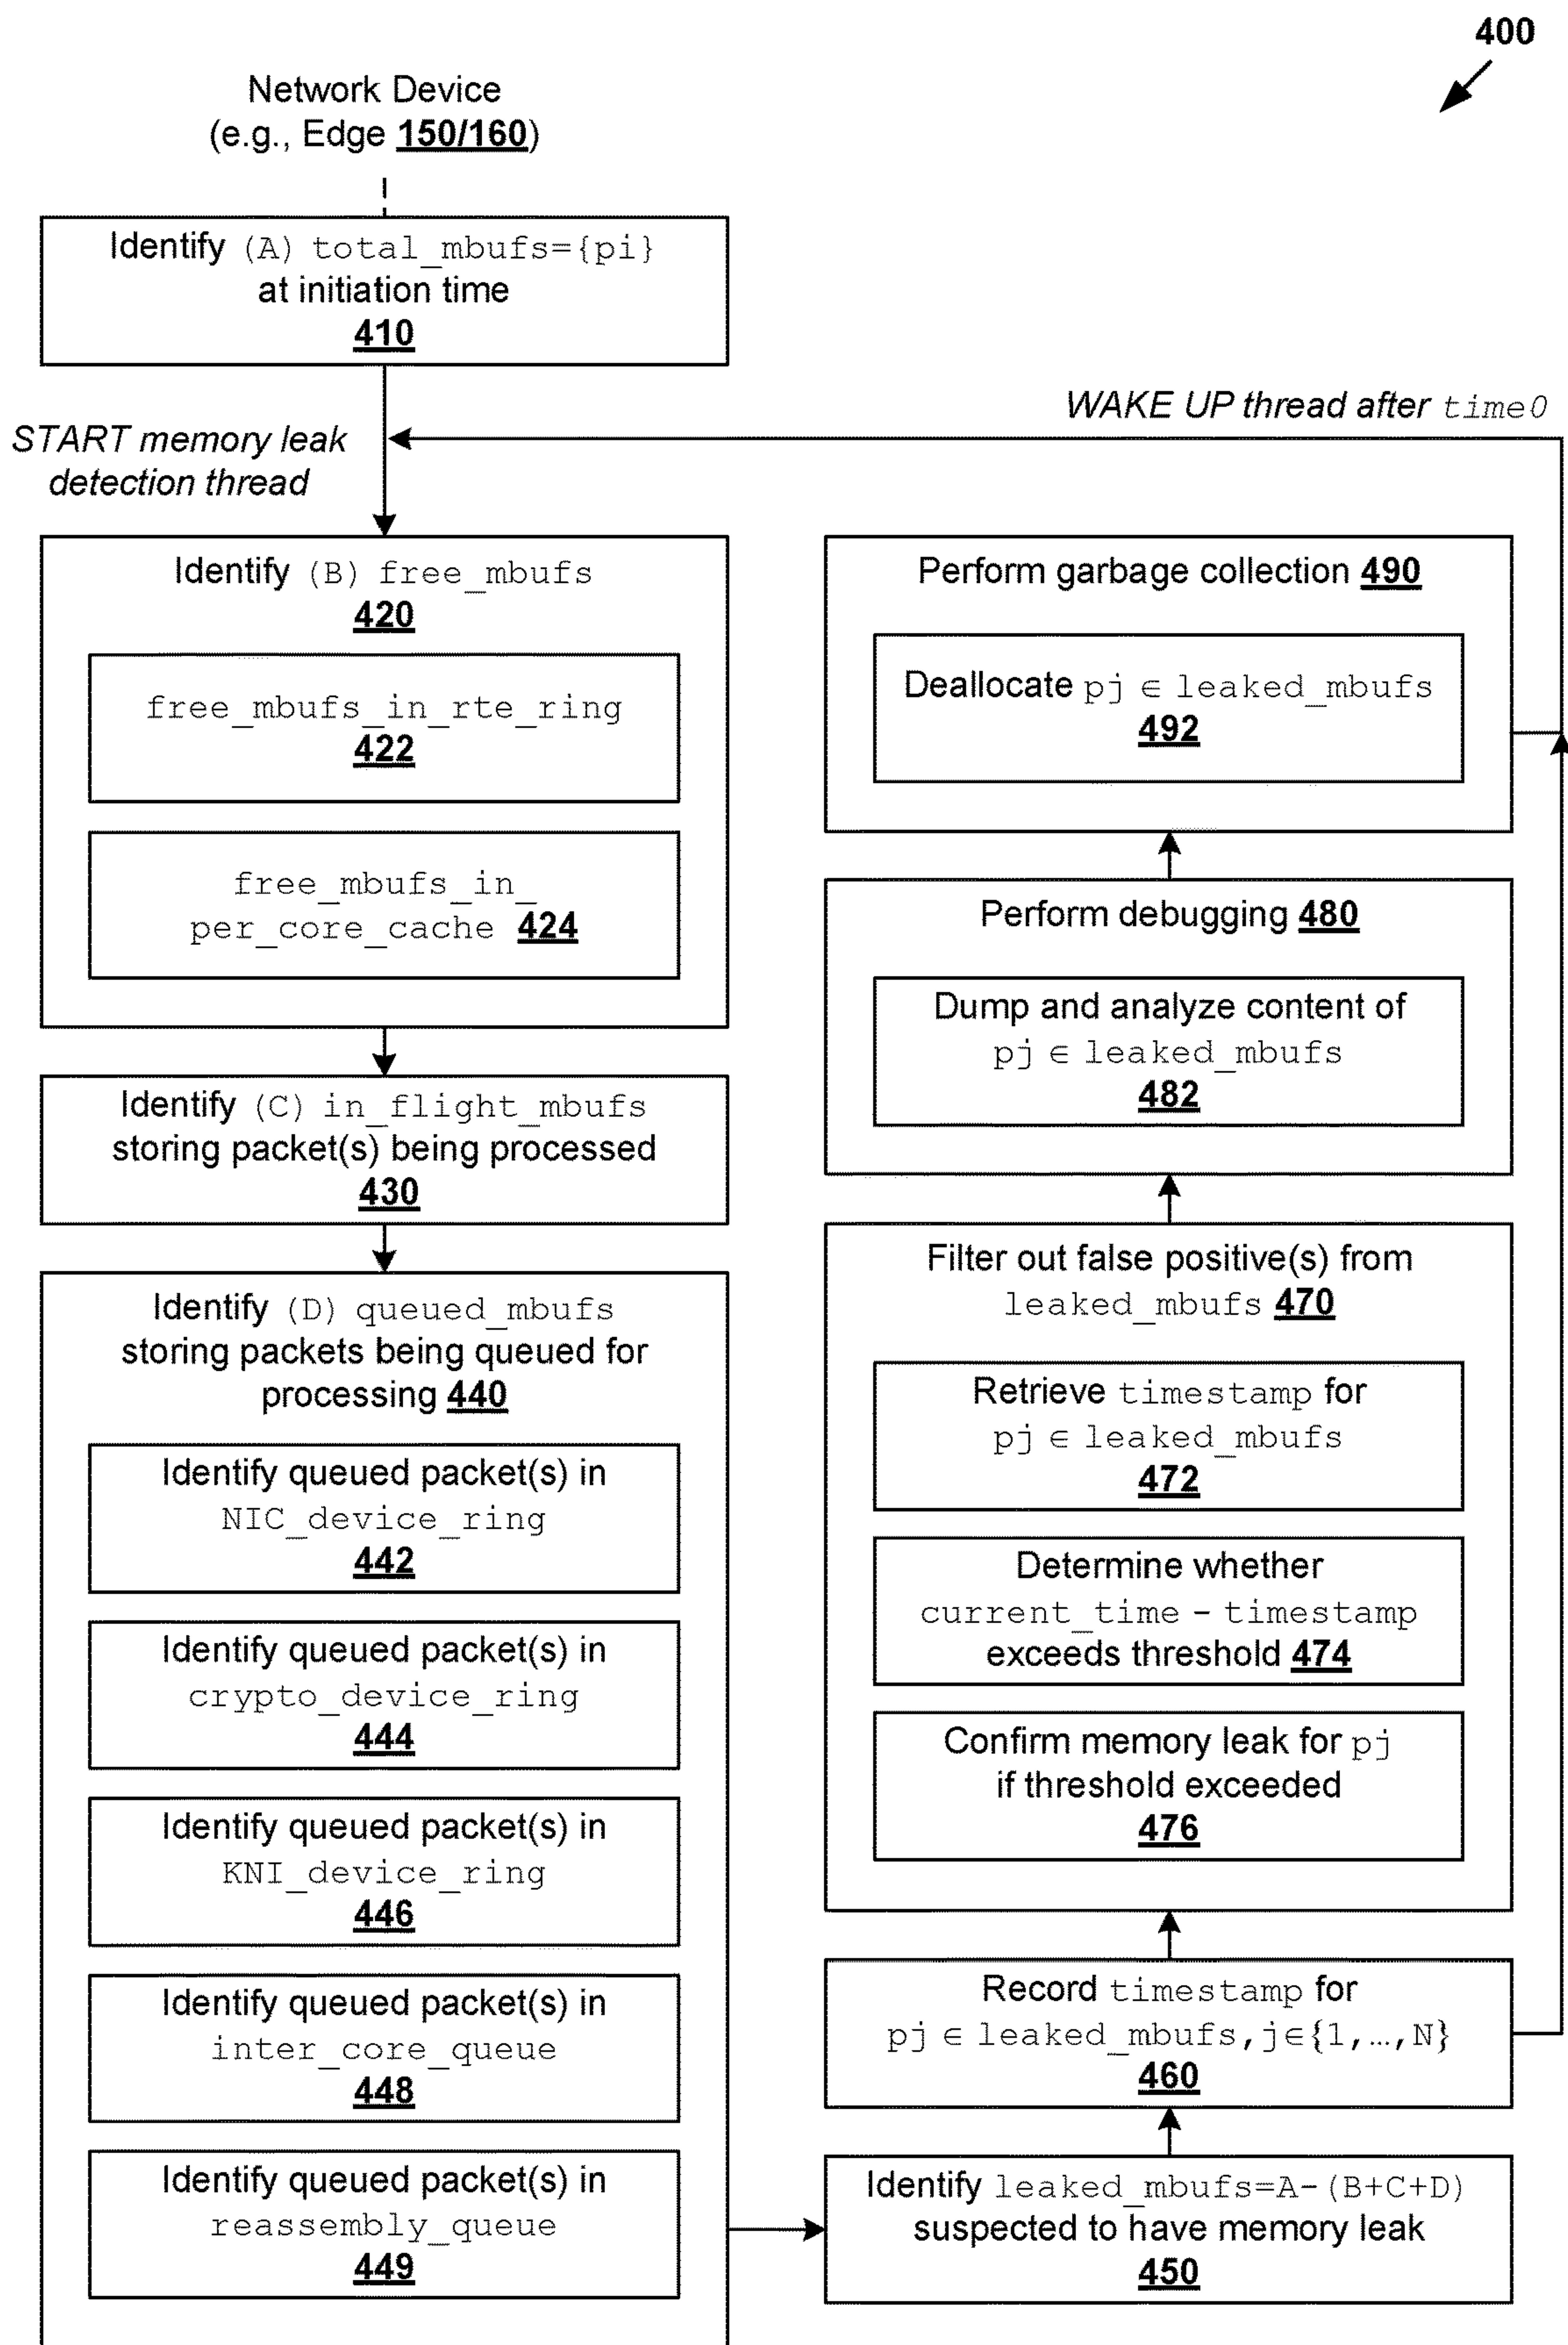 400
Network Device
(e.g., Edge 150/160)
Identify (A) total_mbufs={pi}
at initiation time
410
WAKE UP thread after time0
START memory leak
detection thread
Identify (B) free_mbufs
420
free_mbufs_in_rte_ring
422
free_mbufs_in_
per_core_cache 424
Identify (C) in_flight_mbufs
storing packet(s) being processed
430
Identify (D) queued_mbufs
storing packets being queued for
processing 440
Identify queued packet(s) in
NIC_device_ring
442
Identify queued packet(s) in
crypto_device_ring
444
Identify queued packet(s) in
KNI_device_ring
446
Identify queued packet(s) in
inter_core_queue
448
Identify queued packet(s) in
reassembly_queue
449
Identify leaked_mbufs=A-(B+C+D)
suspected to have memory leak
450
Record timestamp for
pj ∈ leaked_mbufs,j∈{1,…,N}
460
Filter out false positive(s) from
leaked_mbufs 470
Retrieve timestamp for
pj ∈ leaked_mbufs
472
Determine whether
current_time – timestamp
exceeds threshold 474
Confirm memory leak for pj
if threshold exceeded
476
Perform debugging 480
Dump and analyze content of
pj ∈ leaked_mbufs
482
Perform garbage collection 490
Deallocate pj ∈ leaked_mbufs
492